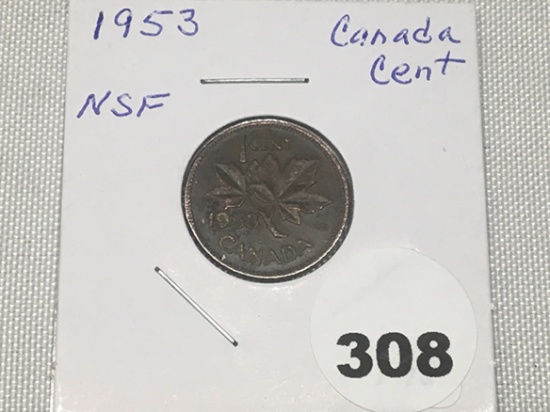 1953
Canada
Cent
NSF
1 CENT
CANADA
308